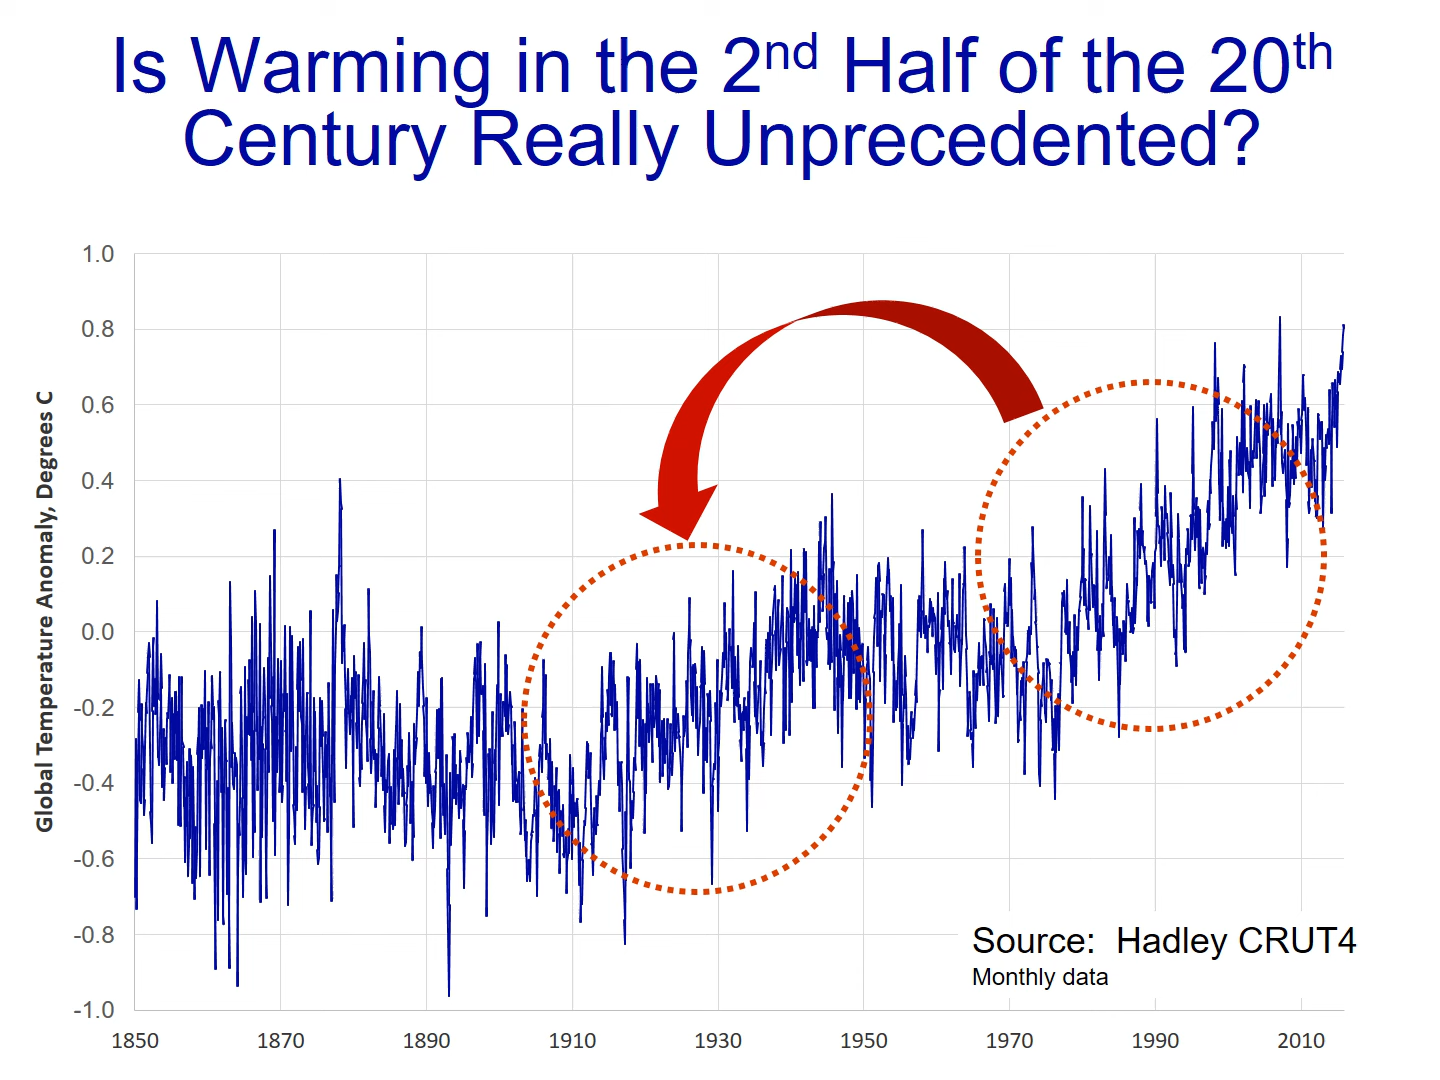 Is Warming in the 2nd Half of the 20th
Century Really Unprecedented?
1.0
0.8
0.6
0.4
0.2
0.0
-0.2
-0.4
-0.6
-0.8
-1.0
Global Temperature Anomaly, Degrees C
Source: Hadley CRUT4
Monthly data
1850 1870 1890 1910 1930 1950 1970 1990 2010